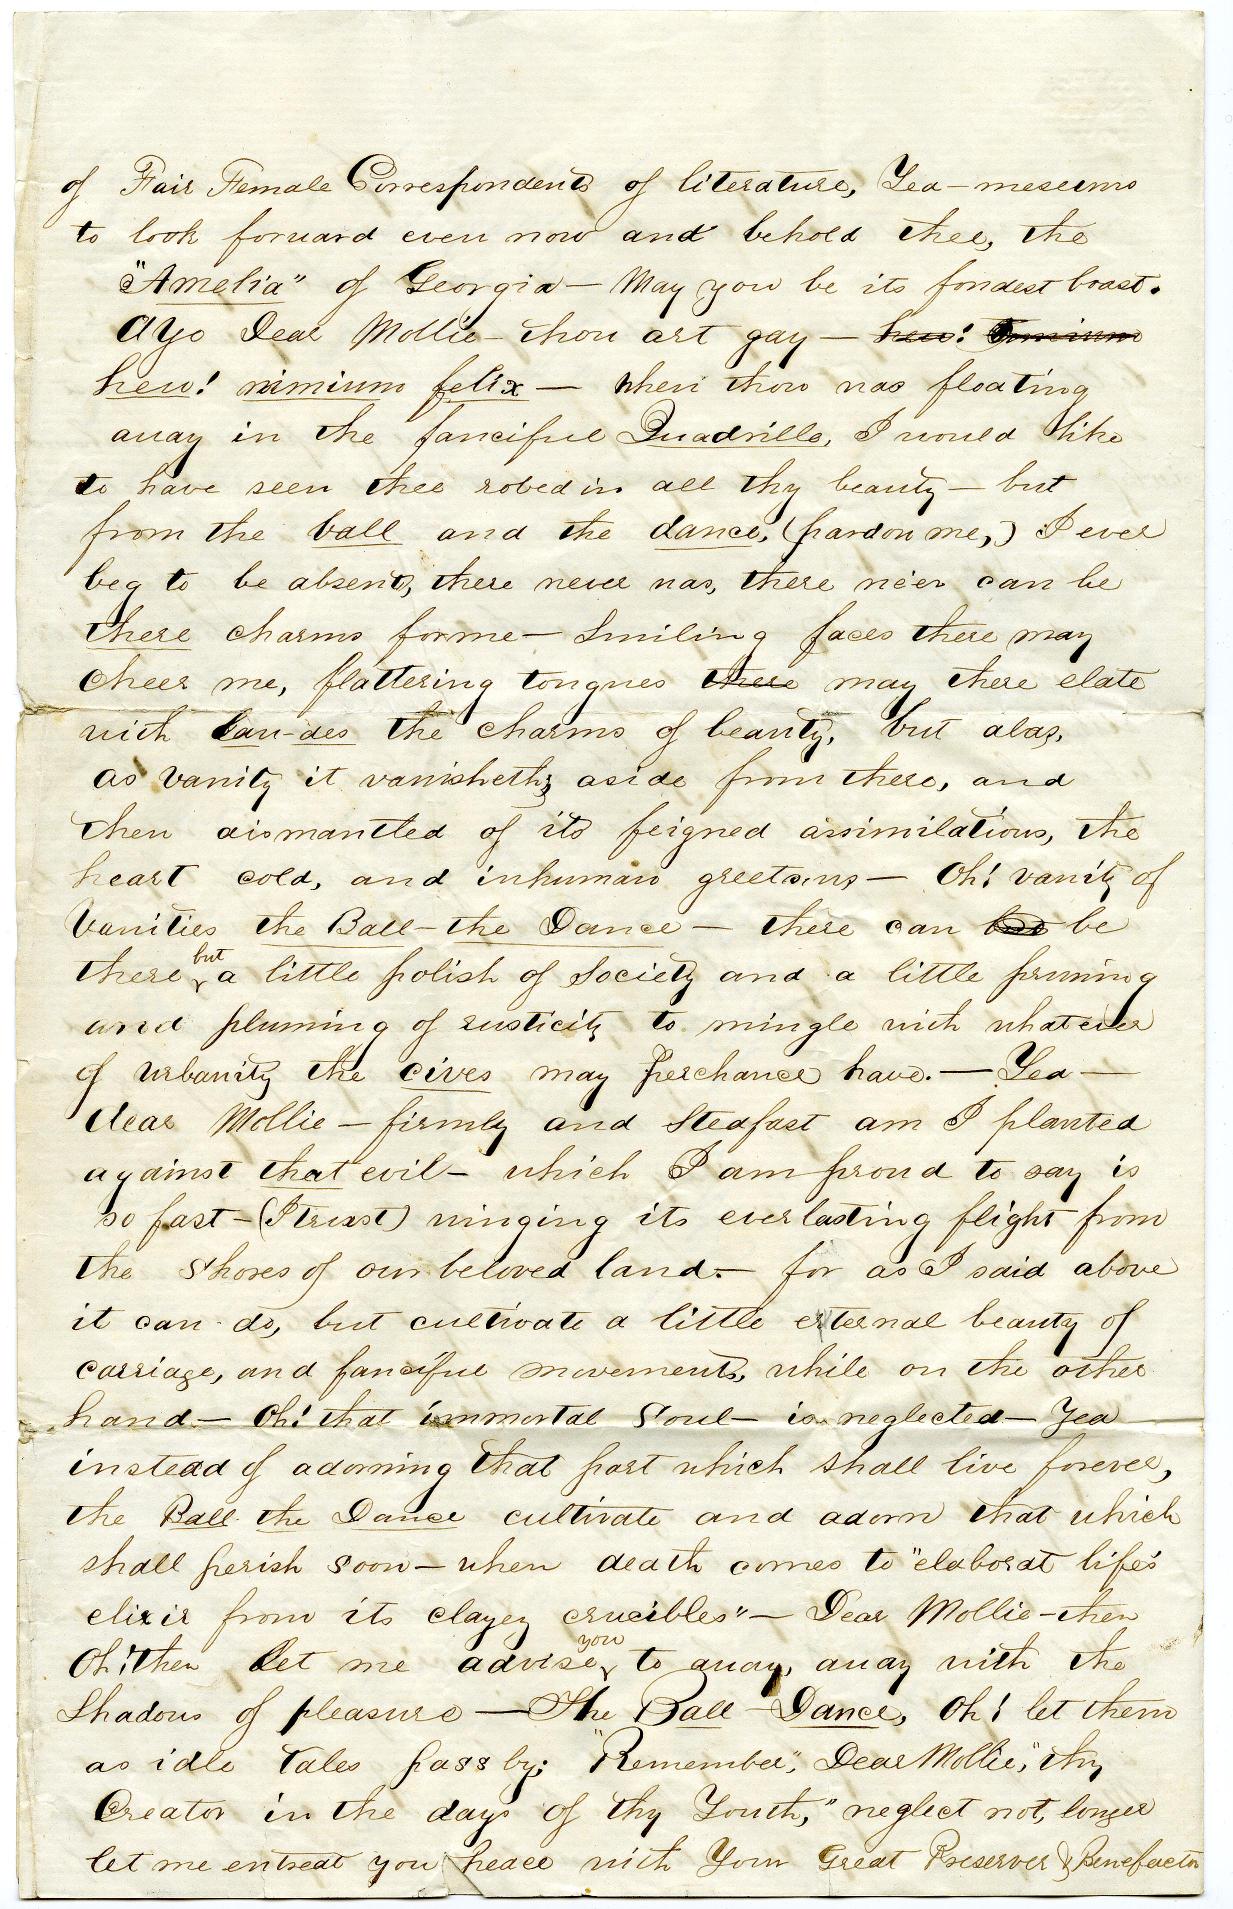 of Fair Female Correspondents of literature, Yea - meseems
to look forward even now and behold thee, the
"Amelia" of Georgia - May you be its fondest boast.
Aye Dear Mollie - thou art gay - heu!
heu! nimium felix - when thou was floating
away in the fanciful Quadrille, I would like
to have seen thee robed in all thy beauty - but
from the ball and the dance, (pardon me,) I ever
beg to be absent, there never was, there ne'er can be
there charms for me - Smiling faces there may
cheer me, flattering tongues there may there elate
with lau-des the charms of beauty, but alas,
as vanity it vanisheth, aside from there, and
then dismantled of its feigned assimilations, the
heart cold, and inhuman greets us - Oh! vanity of
Vanities the Ball - the Dance - there can but be
there but a little polish of Society and a little pruning
and pluming of rusticity to mingle with whatever
of urbanity the cives may perchance have. - Yea -
dear Mollie - firmly and Stedfast am I planted
against that evil - which I am proud to say is
so fast - (I trust) winging its everlasting flight from
the shores of our beloved land. - for as I said above
it can do, but cultivate a little external beauty of
carriage, and fanciful movements, while on the other
hand - Oh! that immortal Soul - is neglected - Yea
instead of adorning that part which shall live forever,
the Ball the Dance cultivate and adorn that which
shall perish soon - when death comes to "elaborat life's
elixir from its clayey crucibles" - Dear Mollie - then
Oh! then Let me advise you to away, away with the
Shadows of pleasure - The Ball - Dance, Oh! let them
as idle tales pass by; "Remember", Dear Mollie, "thy
Creator in the days of thy Youth," neglect not, longer
let me entreat you peace with Your Great Preserver & Benefactor